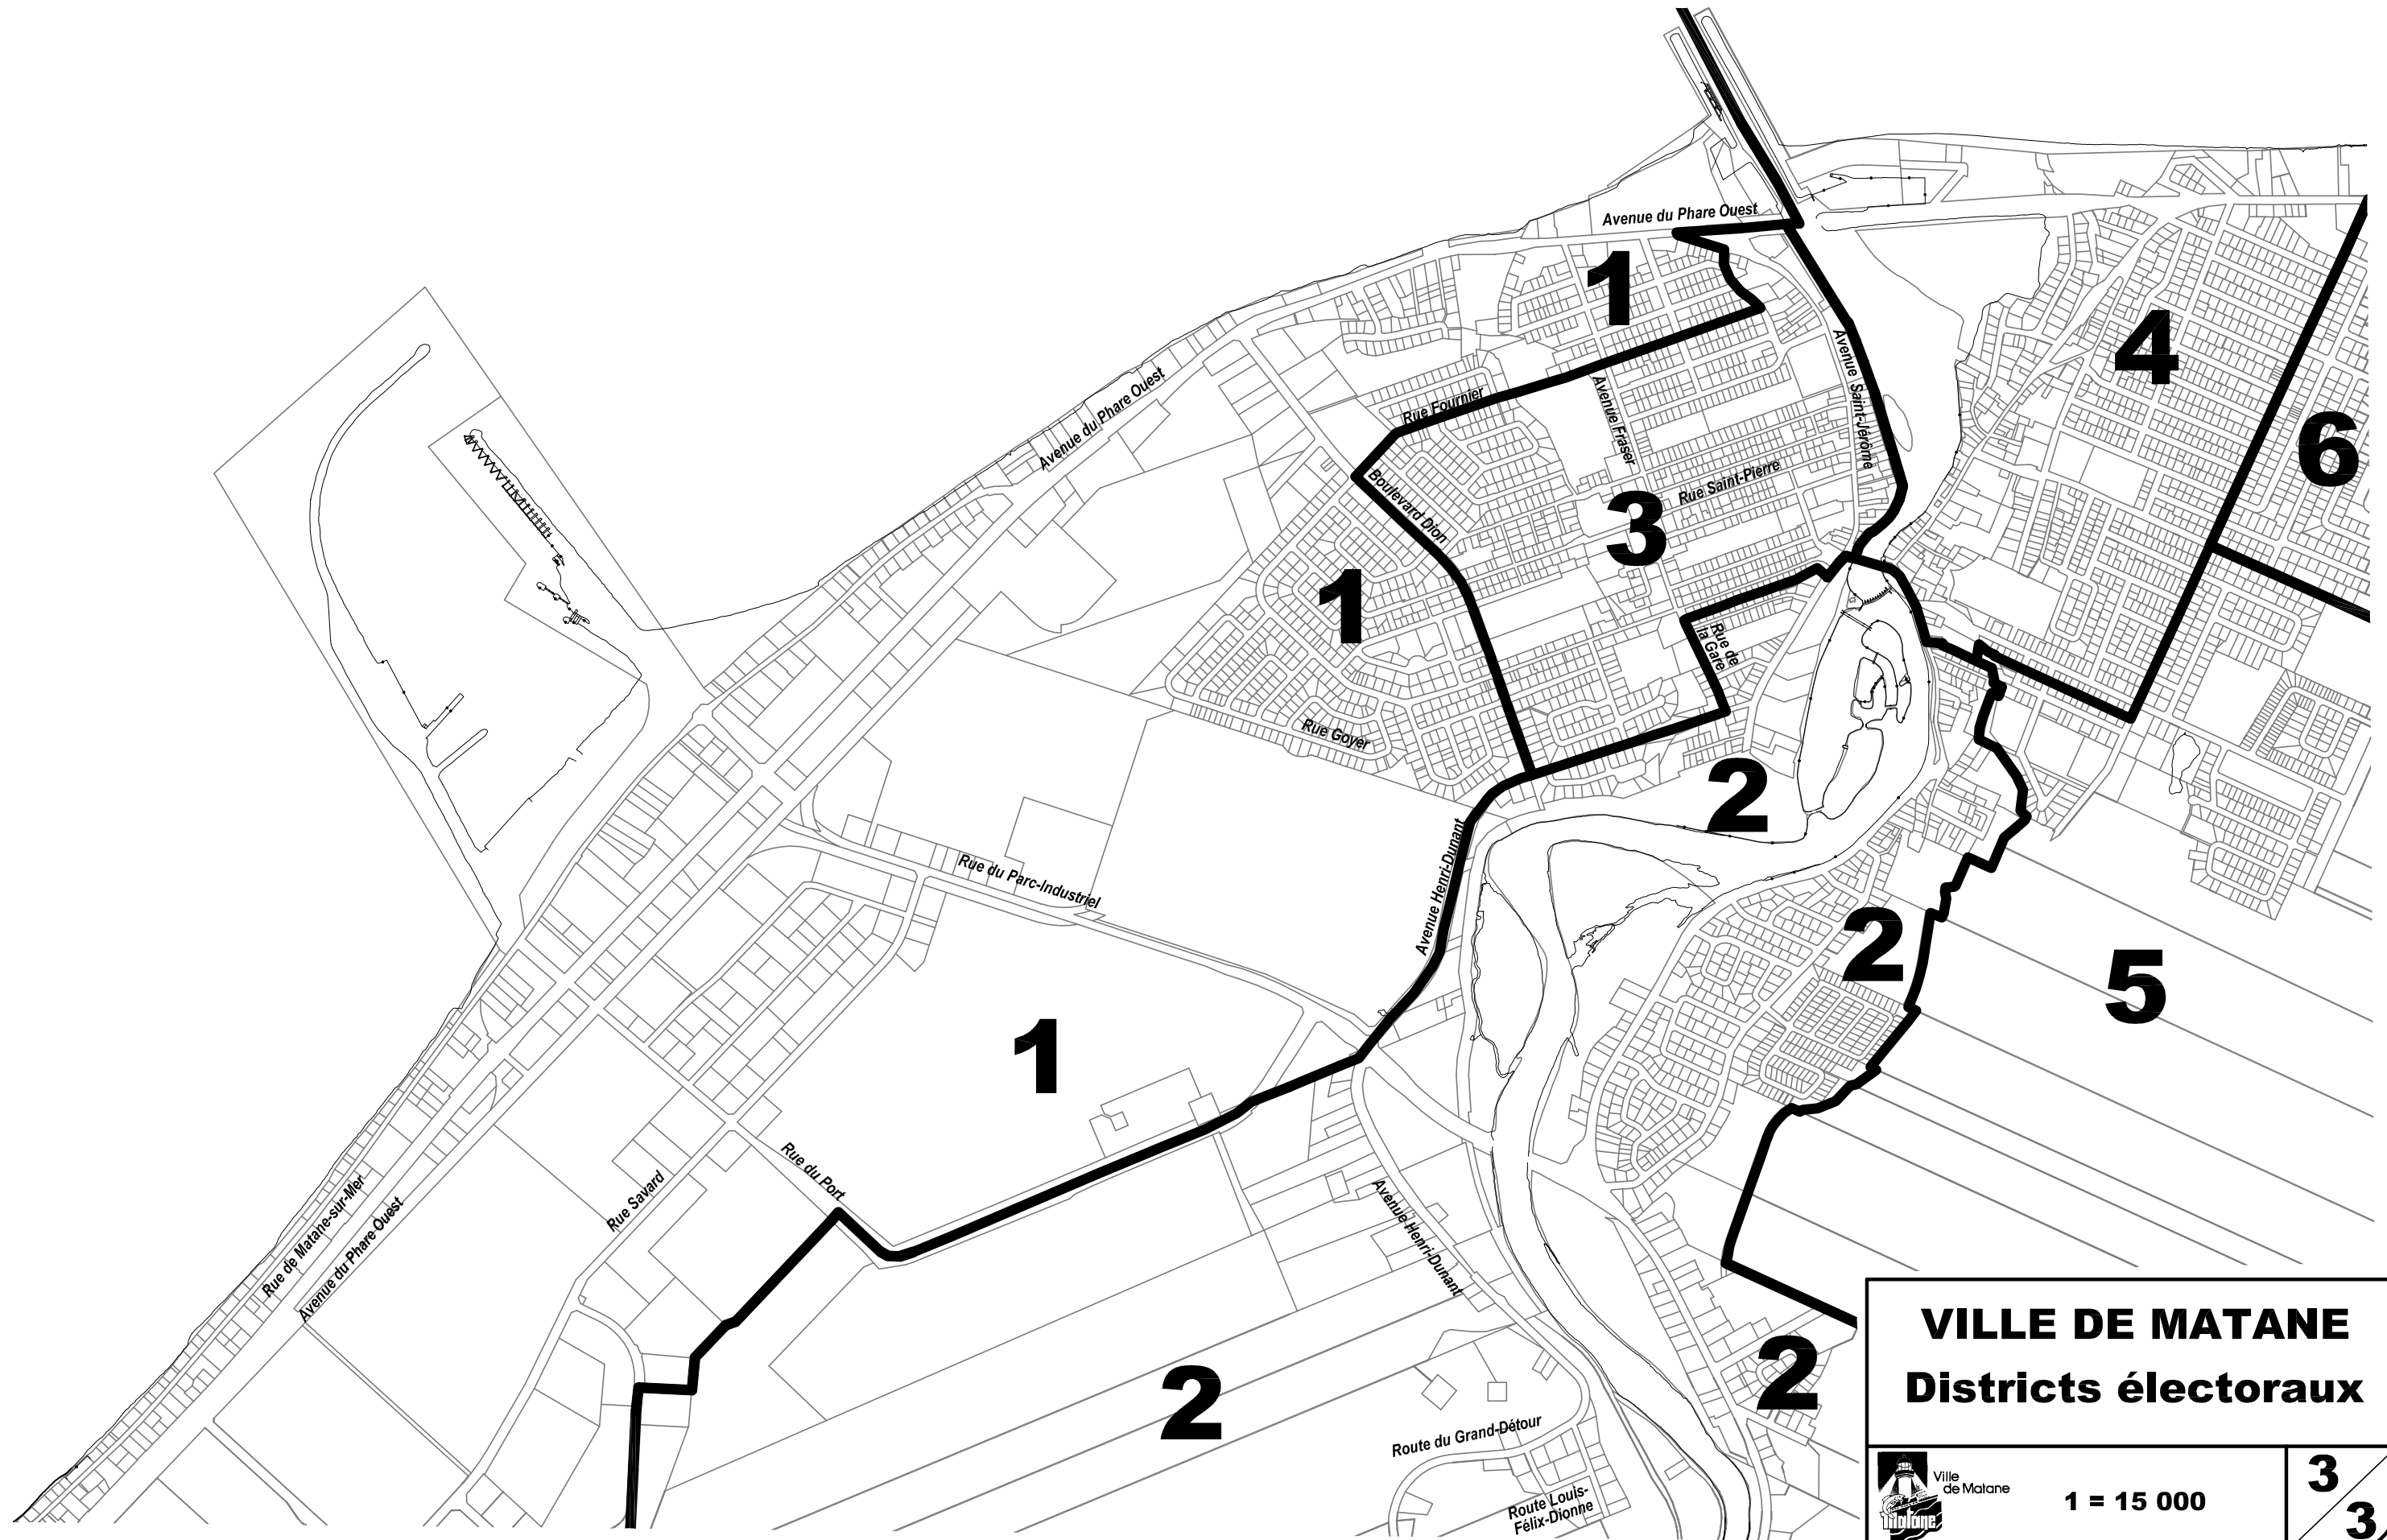 Avenue du Phare Ouest
1
4
6
Avenue Saint-Jérôme
Avenue du Phare Ouest
Rue Fournier
Avenue Fraser
Boulevard Dion
Rue Saint-Pierre
3
1
Rue de
la Gare
Rue Goyer
2
Avenue Henri-Dunant
Rue du Parc-Industriel
2
5
1
Rue du Port
Rue Savard
Rue de Matane-sur-Mer
Avenue du Phare Ouest
Avenue Henri-Dunant
2
2
Route du Grand-Détour
Route Louis-
Félix-Dionne
VILLE DE MATANE
Districts électoraux
Ville
de Matane
Matane
1 = 15 000
3
3